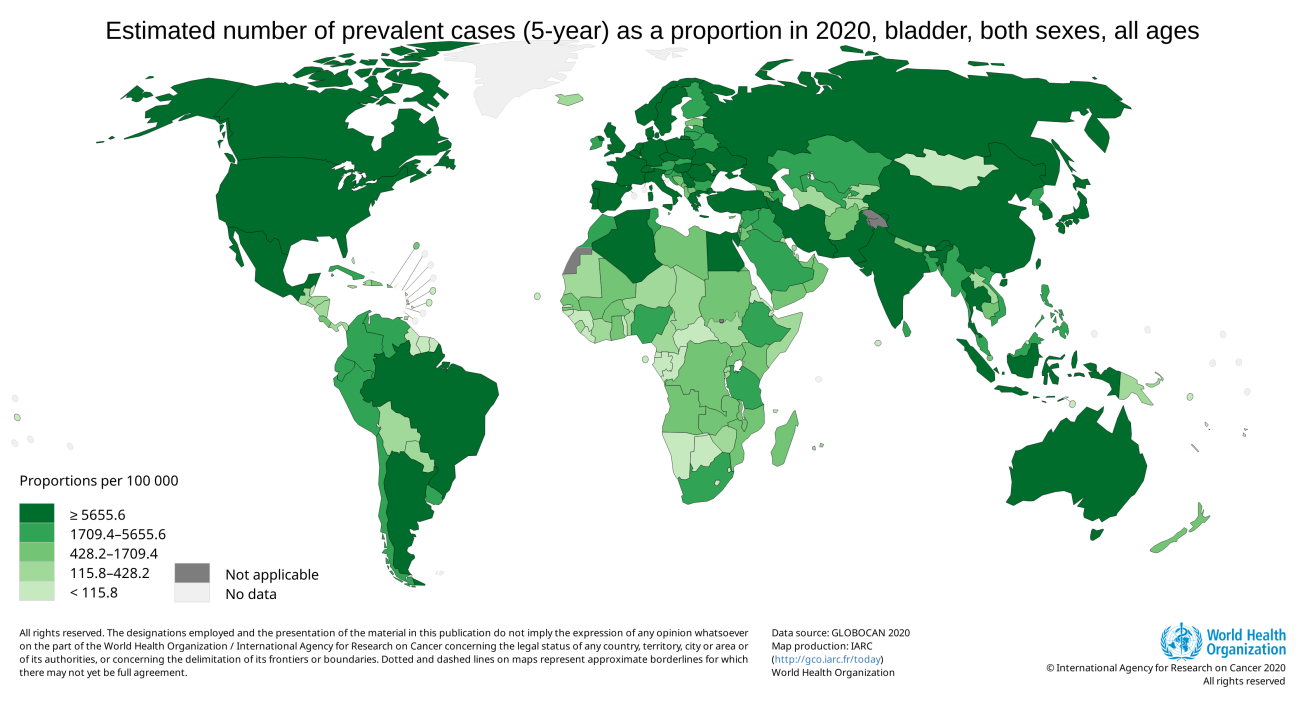 Estimated number of prevalent cases (5-year) as a proportion in 2020, bladder, both sexes, all ages
Proportions per 100 000
≥ 5655.6
1709.4–5655.6
428.2–1709.4
115.8–428.2
< 115.8
Not applicable
No data
All rights reserved. The designations employed and the presentation of the material in this publication do not imply the expression of any opinion whatsoever
on the part of the World Health Organization / International Agency for Research on Cancer concerning the legal status of any country, territory, city or area or
of its authorities, or concerning the delimitation of its frontiers or boundaries. Dotted and dashed lines on maps represent approximate borderlines for which
there may not yet be full agreement.
Data source: GLOBOCAN 2020
Map production: IARC
(http://gco.iarc.fr/today)
World Health Organization
World Health
Organization
© International Agency for Research on Cancer 2020
All rights reserved